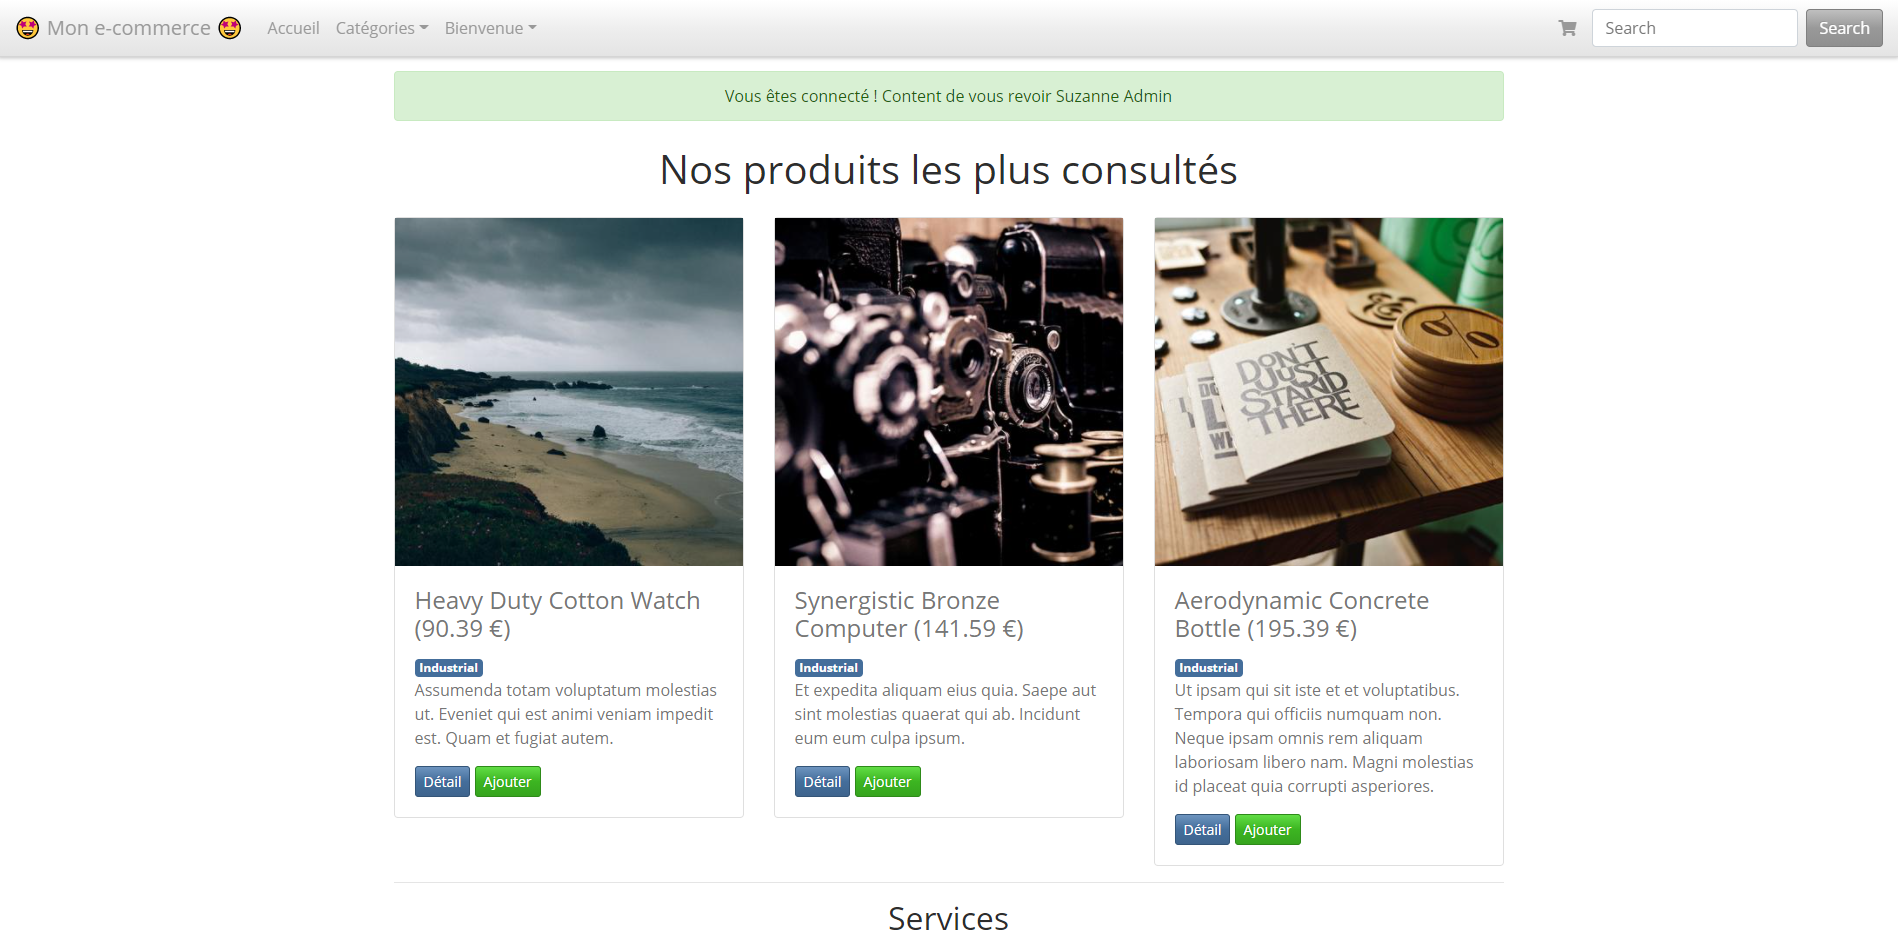 Mon e-commerce
Accueil
Catégories
Bienvenue
Search
Search
Vous êtes connecté ! Content de vous revoir Suzanne Admin
Nos produits les plus consultés
DON'T
JUST
STAND
THERE
Heavy Duty Cotton Watch
(90.39 €)
Industrial
Assumenda totam voluptatum molestias
ut. Eveniet qui est animi veniam impedit
est. Quam et fugiat autem.
Détail
Ajouter
Synergistic Bronze
Computer (141.59 €)
Industrial
Et expedita aliquam eius quia. Saepe aut
sint molestias quaerat qui ab. Incidunt
eum eum culpa ipsum.
Détail
Ajouter
Aerodynamic Concrete
Bottle (195.39 €)
Industrial
Ut ipsam qui sit iste et et voluptatibus.
Tempora qui officiis numquam non.
Neque ipsam omnis rem aliquam
laboriosam libero nam. Magni molestias
id placeat quia corrupti asperiores.
Détail
Ajouter
Services